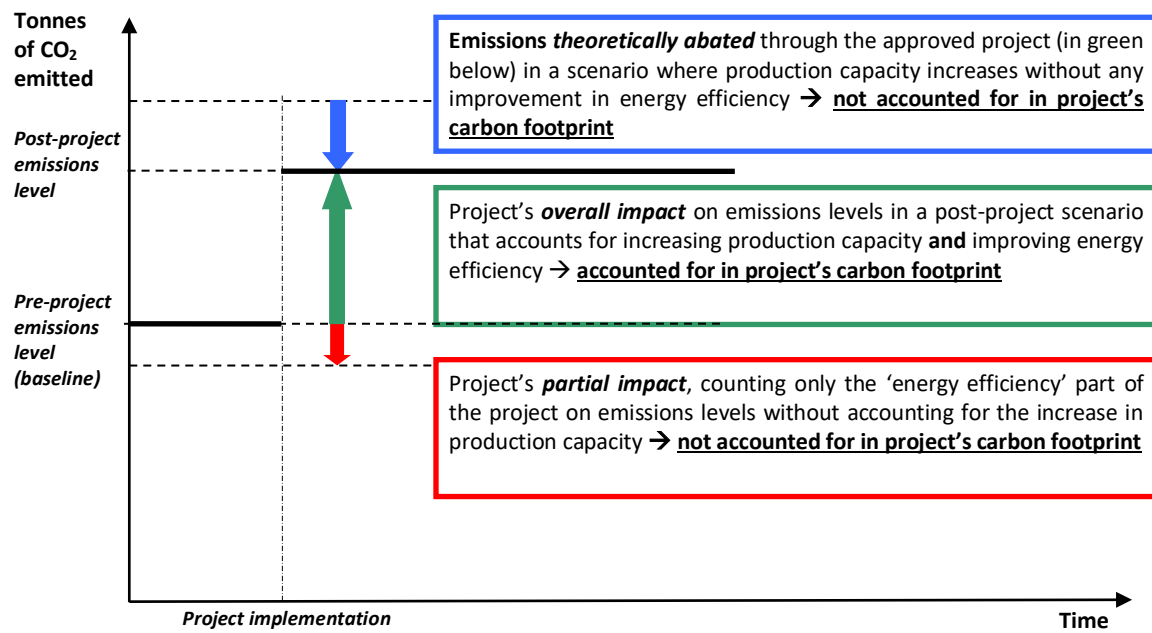 Tonnes
of CO₂
emitted
Emissions theoretically abated through the approved project (in green
below) in a scenario where production capacity increases without any
improvement in energy efficiency → not accounted for in project's
carbon footprint
Post-project
emissions
level
Project's overall impact on emissions levels in a post-project scenario
that accounts for increasing production capacity and improving energy
efficiency → accounted for in project's carbon footprint
Pre-project
emissions
level
(baseline)
Project's partial impact, counting only the ‘energy efficiency’ part of
the project on emissions levels without accounting for the increase in
production capacity → not accounted for in project's carbon footprint
Project implementation
Time